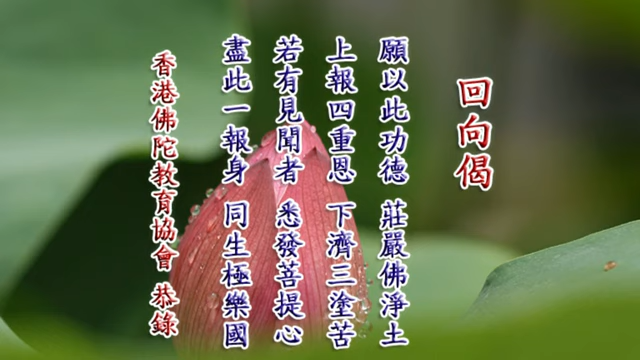 回向偈
願以此功德 莊嚴佛淨土
上報四重恩 下濟三塗苦
若有見聞者 悉發菩提心
盡此一報身 同生極樂國
香港佛陀教育協會 恭錄